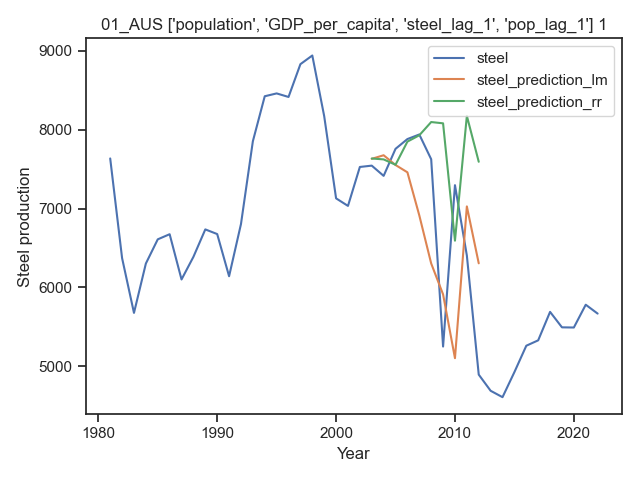 01_AUS ['population', 'GDP_per_capita', 'steel_lag_1', 'pop_lag_1'] 1
steel
steel_prediction_lm
steel_prediction_rr
Steel production
9000
8000
7000
6000
5000
1980
1990
2000
2010
2020
Year